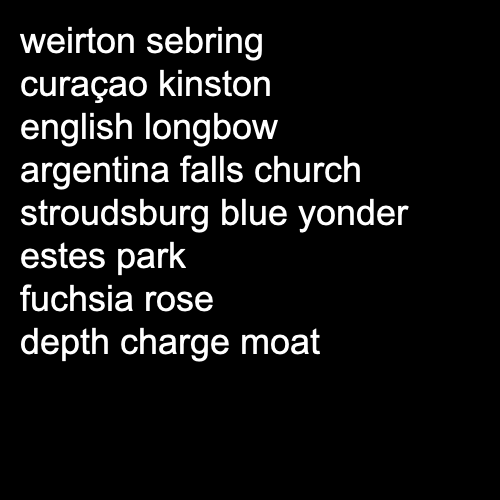 weirton sebring
curaçao kinston
english longbow
argentina falls church
stroudsburg blue yonder
estes park
fuchsia rose
depth charge moat